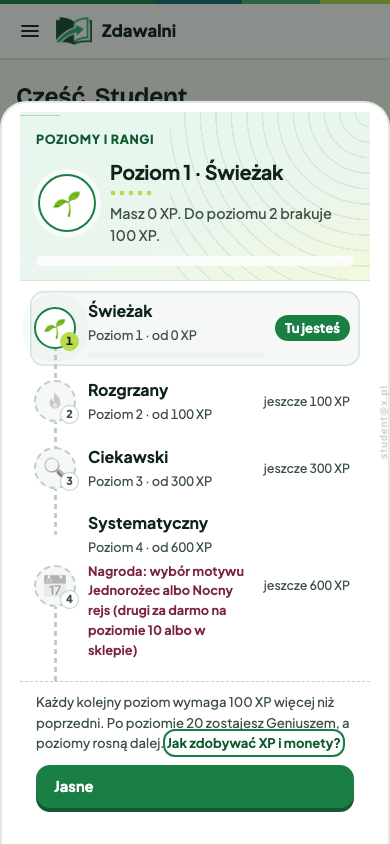 Zdawalni
Cześć, Student
POZIOMY I RANGI
Poziom 1 · Świeżak
Masz 0 XP. Do poziomu 2 brakuje
100 XP.
Świeżak
1
Poziom 1 · od 0 XP
Tu jesteś
Rozgrzany
2
Poziom 2 · od 100 XP
jeszcze 100 XP
Ciekawski
3
Poziom 3 · od 300 XP
jeszcze 300 XP
student@x.pl
Systematyczny
Poziom 4 · od 600 XP
17
4
Nagroda: wybór motywu
Jednorożec albo Nocny
rejs (drugi za darmo na
poziomie 10 albo w
sklepie)
jeszcze 600 XP
Każdy kolejny poziom wymaga 100 XP więcej niż
poprzedni. Po poziomie 20 zostajesz Geniuszem, a
poziomy rosną dalej. Jak zdobywać XP i monety?
Jasne